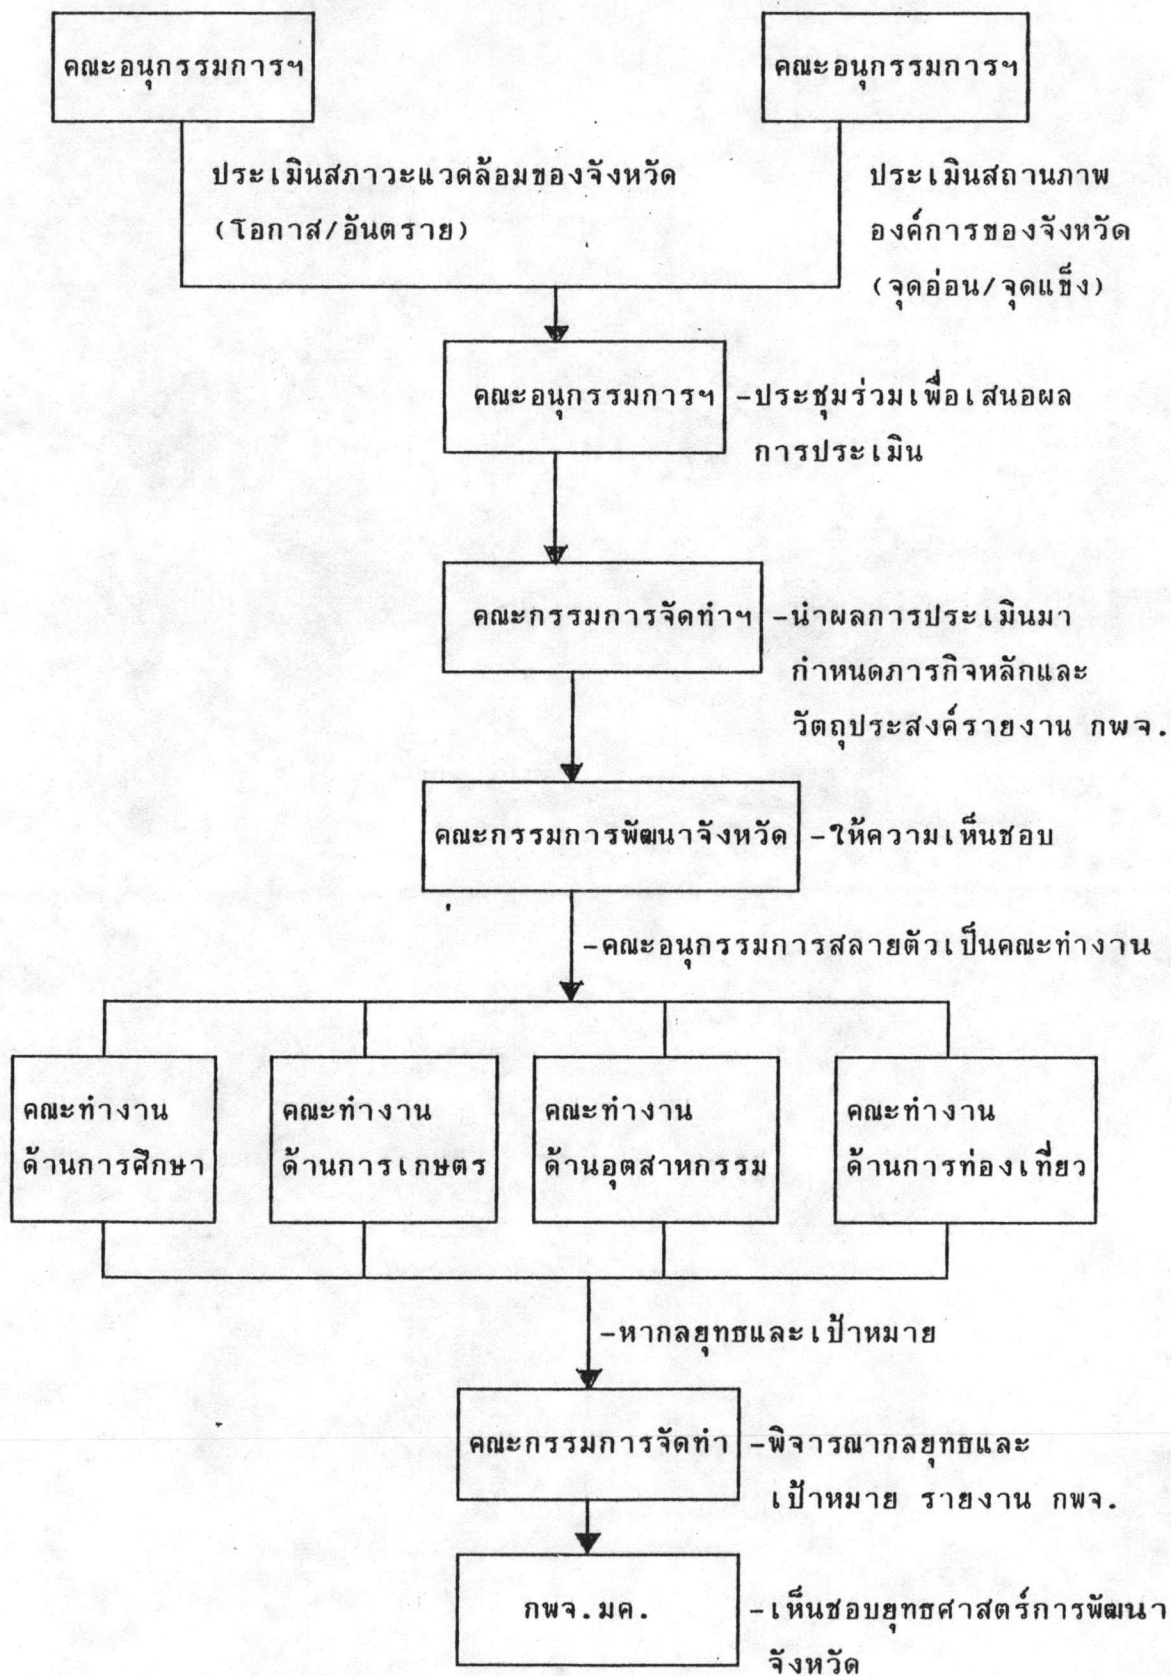 คณะอนุกรรมการฯ
คณะอนุกรรมการฯ
ประเมินสภาวะแวดล้อมของจังหวัด
(โอกาส/อันตราย)
ประเมินสถานภาพ
องค์การของจังหวัด
(จุดอ่อน/จุดแข็ง)
คณะอนุกรรมการฯ
-ประชุมร่วมเพื่อเสนอผล
การประเมิน
คณะกรรมการจัดทำฯ
-นำผลการประเมินมา
กำหนดภารกิจหลักและ
วัตถุประสงค์รายงาน กพจ.
คณะกรรมการพัฒนาจังหวัด
-ให้ความเห็นชอบ
-คณะอนุกรรมการสลายตัวเป็นคณะทำงาน
คณะทำงาน
ด้านการศึกษา
คณะทำงาน
ด้านการเกษตร
คณะทำงาน
ด้านอุตสาหกรรม
คณะทำงาน
ด้านการท่องเที่ยว
-หากลยุทธและเป้าหมาย
คณะกรรมการจัดทำ
-พิจารณากลยุทธและ
เป้าหมาย รายงาน กพจ.
กพจ.มค.
-เห็นชอบยุทธศาสตร์การพัฒนา
จังหวัด